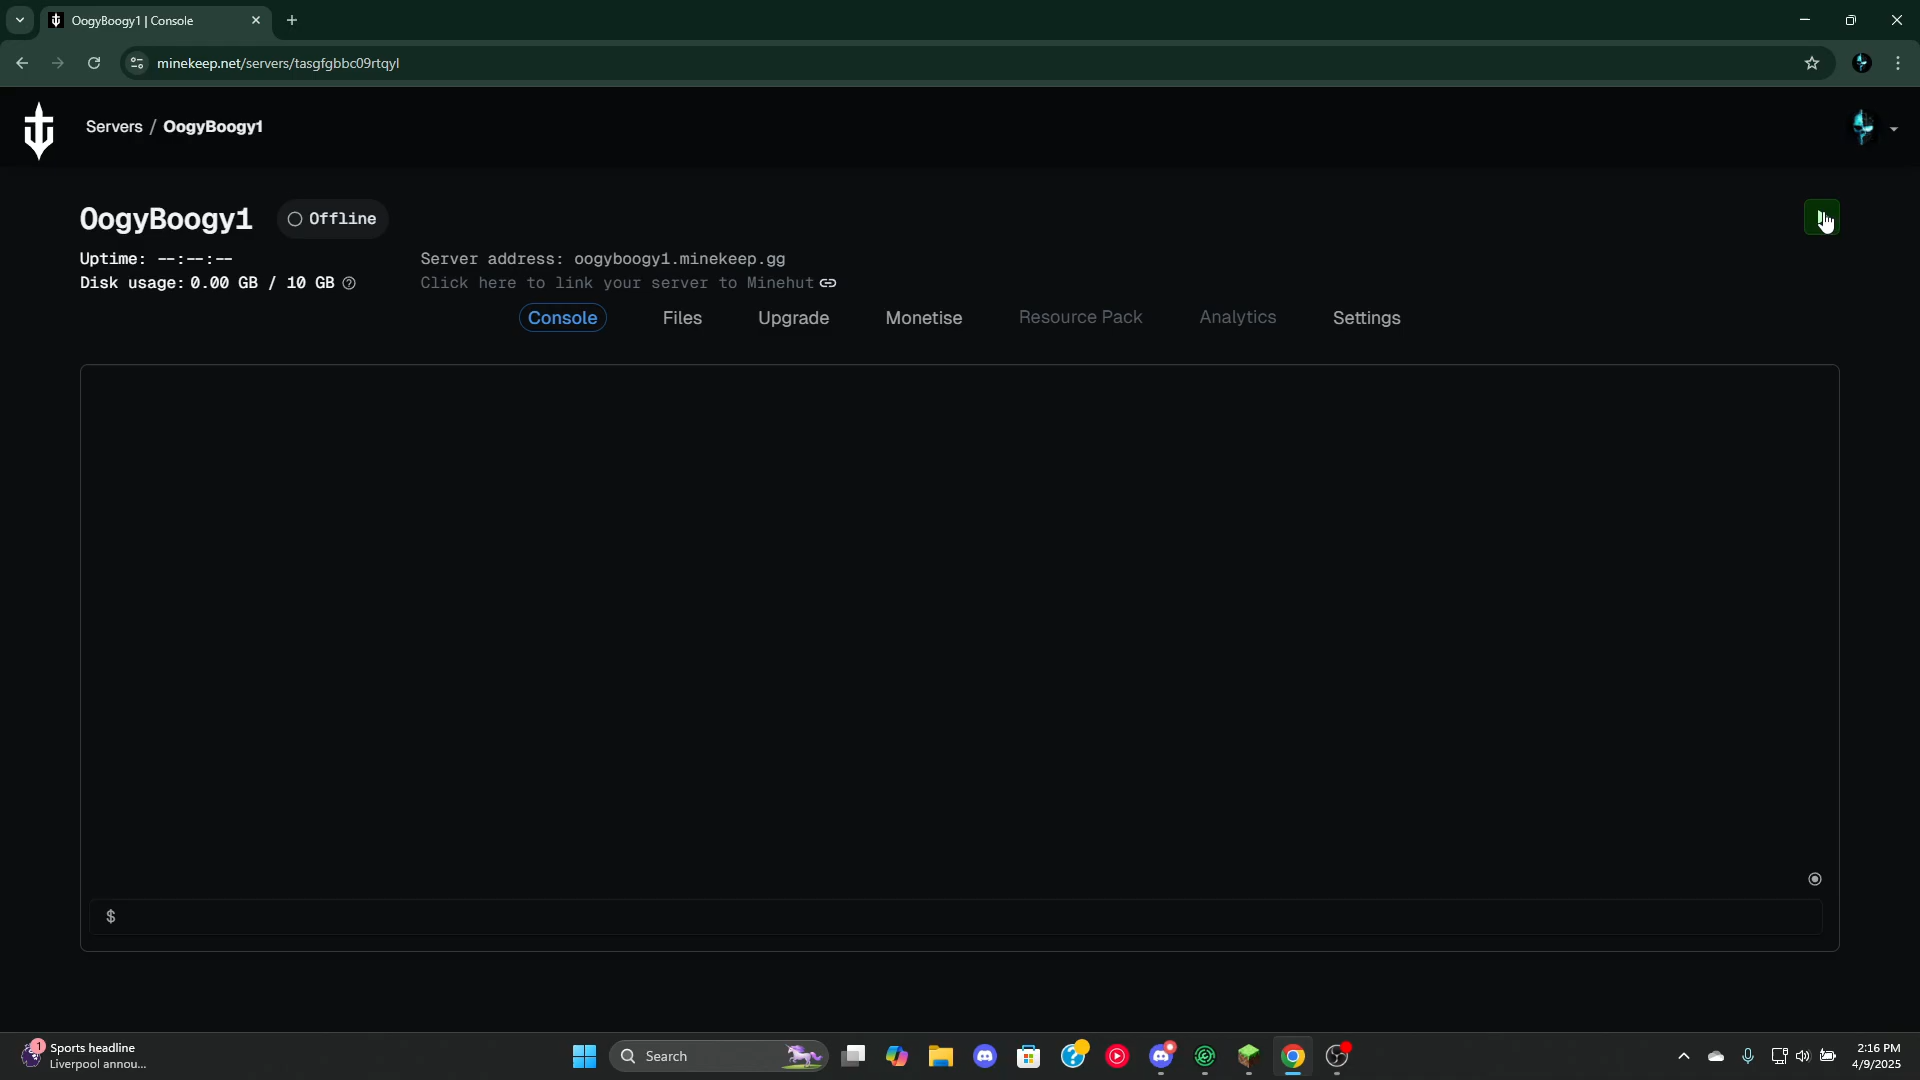 OogyBoogy1 | Console
minekeep.net/servers/tasgfgbbc09rtqyl
Servers / OogyBoogy1
OogyBoogy1
Offline
Uptime: --:--:--
Server address: oogyboogy1.minekeep.gg
Disk usage: 0.00 GB / 10 GB
Click here to link your server to Minehut
Console Files Upgrade Monetise Resource Pack Analytics Settings
$
1
Sports headline
Liverpool annou...
Search
2:16 PM
4/9/2025